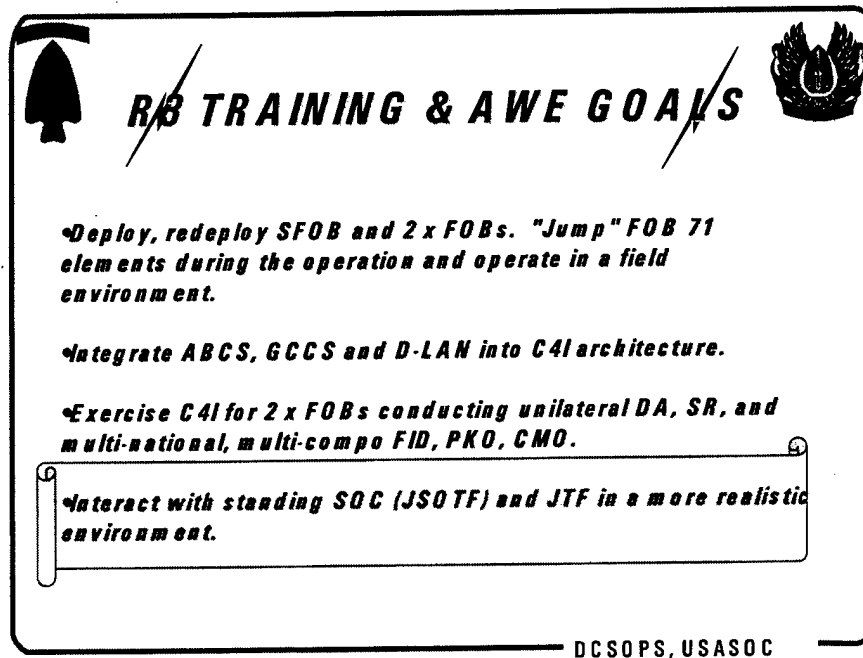 R3 TRAINING & AWE GOALS
•Deploy, redeploy SFOB and 2 x FOBs. "Jump" FOB 71
elements during the operation and operate in a field
environment.
•Integrate ABCS, GCCS and D-LAN into C4I architecture.
•Exercise C4I for 2 x FOBs conducting unilateral DA, SR, and
multi-national, multi-compo FID, PKO, CMO.
•Interact with standing SOC (JSOTF) and JTF in a more realistic
environment.
DCSOPS, USASOC